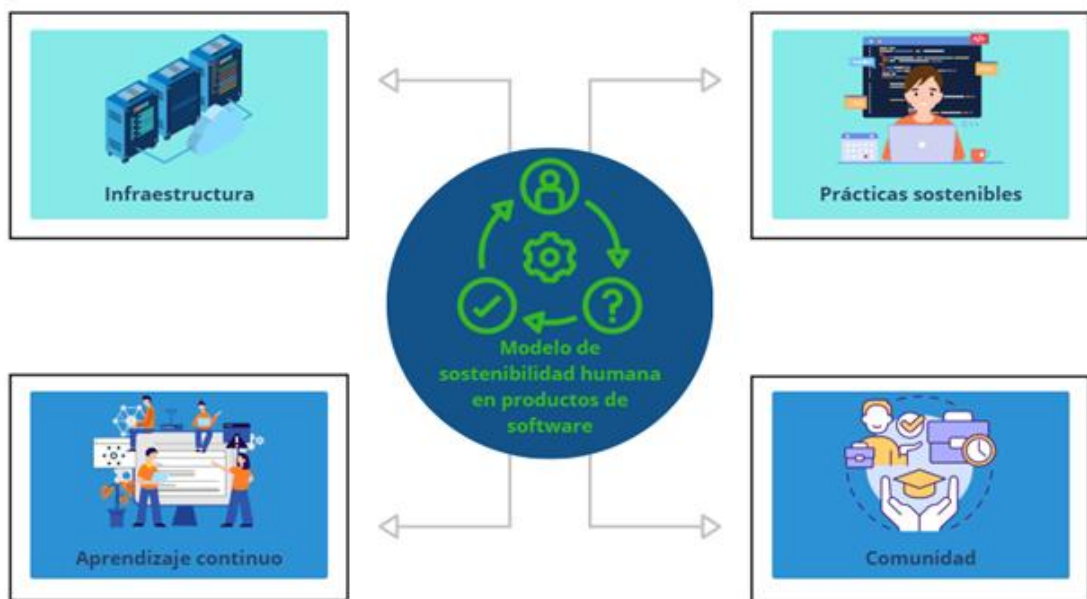 Infraestructura
Prácticas sostenibles
Modelo de
sostenibilidad humana
en productos de
software
Aprendizaje continuo
Comunidad